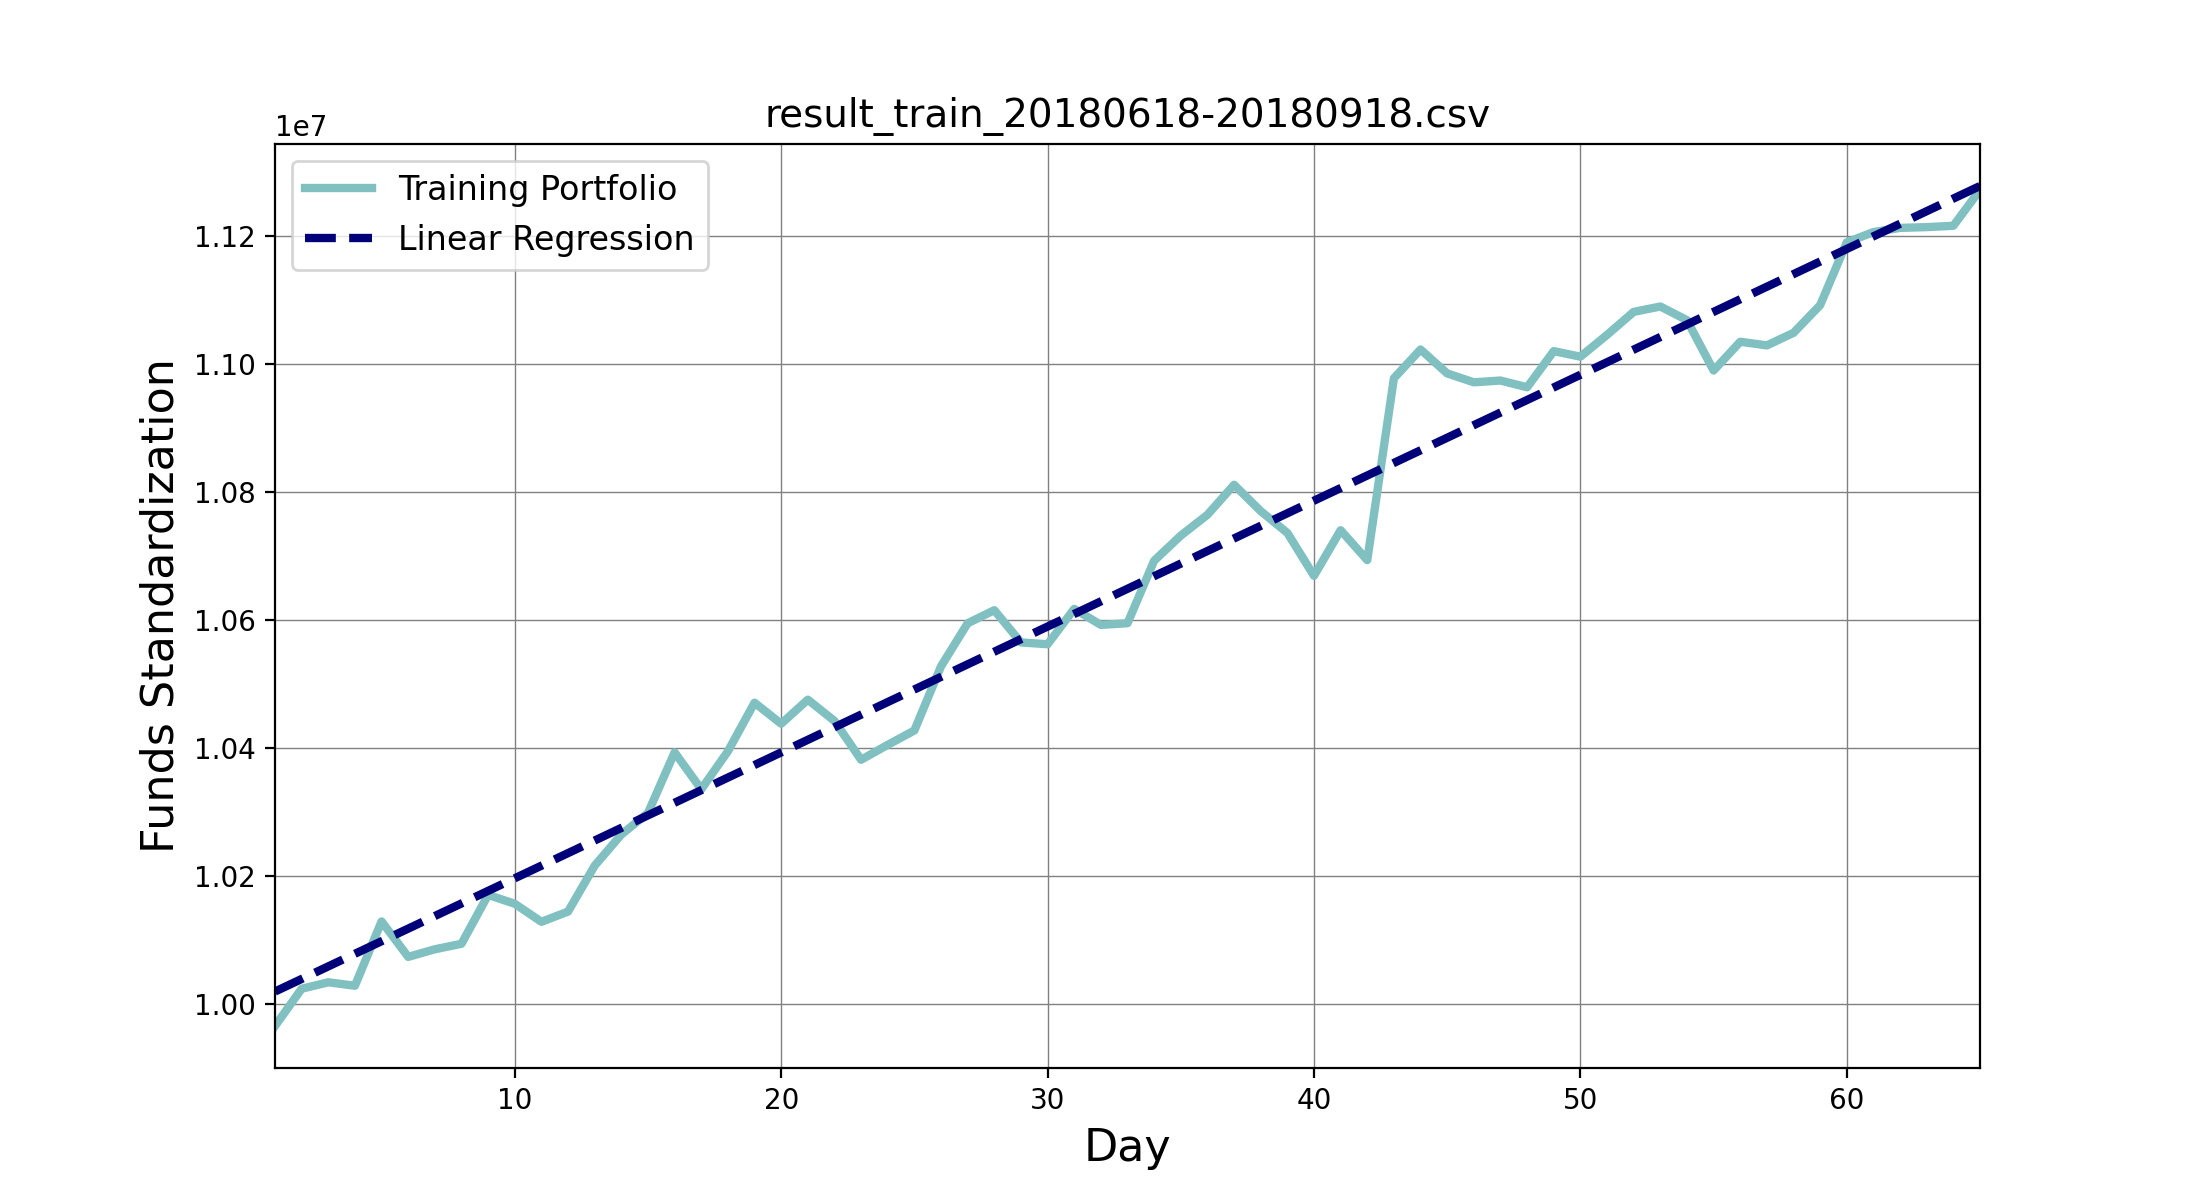 result_train_20180618-20180918.csv
1e7
Training Portfolio
Linear Regression
1.12
1.10
1.08
1.06
1.04
1.02
1.00
Funds Standardization
10 20 30 40 50 60
Day